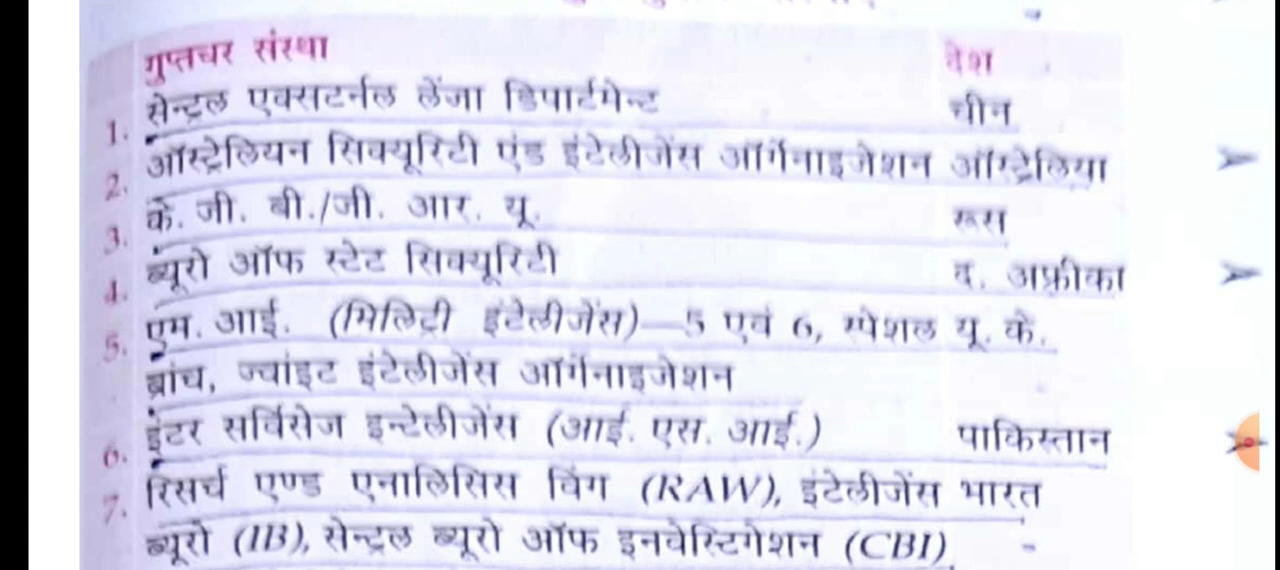 गुप्तचर संस्था देश
1. सेन्ट्रल एक्सटर्नल लेंजा डिपार्टमेन्ट चीन
2. ऑस्ट्रेलियन सिक्यूरिटी एंड इंटेलीजेंस ऑर्गेनाइजेशन ऑस्ट्रेलिया
3. के. जी. बी./जी. आर. यू. रूस
4. ब्यूरो ऑफ स्टेट सिक्यूरिटी द. अफ्रीका
5. एम. आई. (मिलिट्री इंटेलीजेंस)—5 एवं 6, स्पेशल यू. के.
ब्रांच, ज्वांइट इंटेलीजेंस ऑर्गेनाइजेशन
6. इंटर सर्विसेज इन्टेलीजेंस (आई. एस. आई.) पाकिस्तान
7. रिसर्च एण्ड एनालिसिस विंग (RAW), इंटेलीजेंस भारत
ब्यूरो (IB), सेन्ट्रल ब्यूरो ऑफ इनवेस्टिगेशन (CBI)